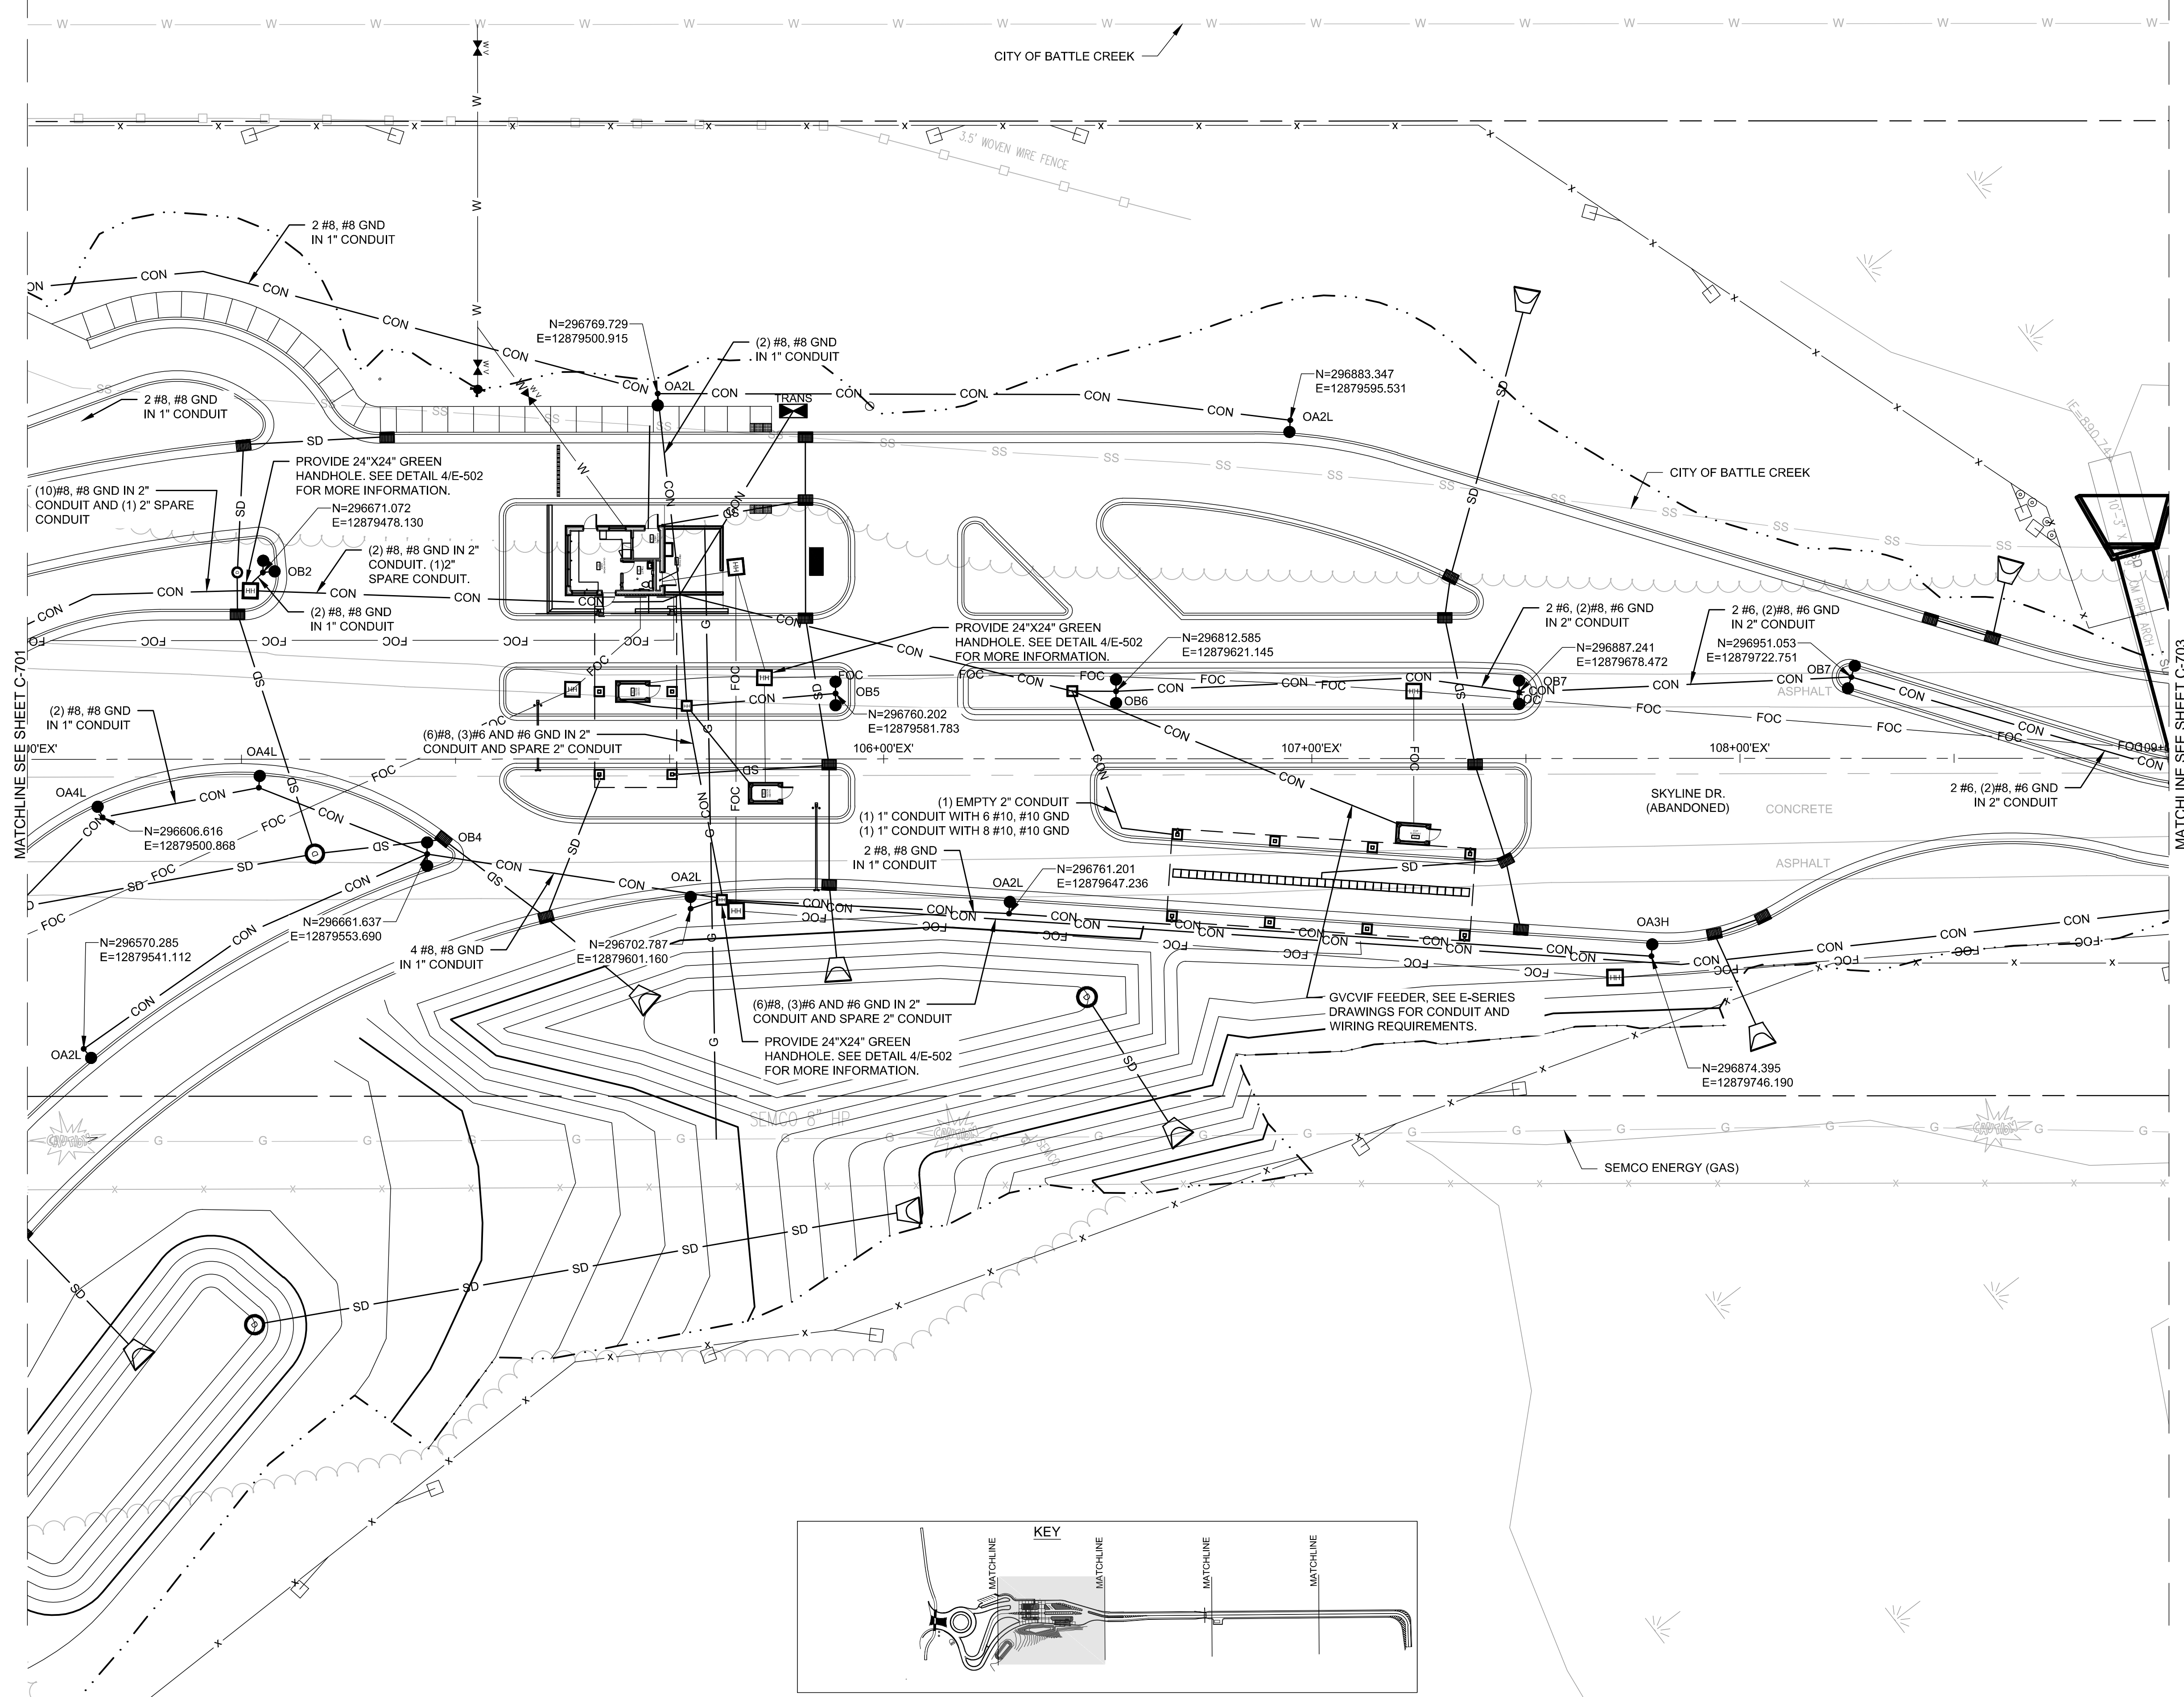 CITY OF BATTLE CREEK
3.5' WOVEN WIRE FENCE
2 #8, #8 GND
IN 1" CONDUIT
N=296769.729
E=12879500.915
(2) #8, #8 GND
IN 1" CONDUIT
OA2L
TRANS
N=296883.347
E=12879595.531
OA2L
2 #8, #8 GND
IN 1" CONDUIT
IE=890.74
10'-3" X
CM PIPE ARCH
CITY OF BATTLE CREEK
PROVIDE 24"X24" GREEN
HANDHOLE. SEE DETAIL 4/E-502
FOR MORE INFORMATION.
(10)#8, #8 GND IN 2"
CONDUIT AND (1) 2" SPARE
CONDUIT
N=296671.072
E=12879478.130
OB2
(2) #8, #8 GND IN 2"
CONDUIT. (1)2"
SPARE CONDUIT.
(2) #8, #8 GND
IN 1" CONDUIT
PROVIDE 24"X24" GREEN
HANDHOLE. SEE DETAIL 4/E-502
FOR MORE INFORMATION.
N=296812.585
E=12879621.145
2 #6, (2)#8, #6 GND
IN 2" CONDUIT
N=296887.241
E=12879678.472
2 #6, (2)#8, #6 GND
IN 2" CONDUIT
N=296951.053
E=12879722.751
OB5
OB6
OB7
OB7
ASPHALT
N=296760.202
E=12879581.783
MATCHLINE SEE SHEET C-701
MATCHLINE SEE SHEET C-703
(2) #8, #8 GND
IN 1" CONDUIT
(6)#8, (3)#6 AND #6 GND IN 2"
CONDUIT AND SPARE 2" CONDUIT
0'EX'
106+00'EX'
107+00'EX'
108+00'EX'
109+
OA4L
OA4L
N=296606.616
E=12879500.868
OB4
(1) EMPTY 2" CONDUIT
(1) 1" CONDUIT WITH 6 #10, #10 GND
(1) 1" CONDUIT WITH 8 #10, #10 GND
SKYLINE DR.
(ABANDONED)
CONCRETE
2 #6, (2)#8, #6 GND
IN 2" CONDUIT
2 #8, #8 GND
IN 1" CONDUIT
ASPHALT
OA2L
OA2L
N=296761.201
E=12879647.236
OA3H
N=296661.637
E=12879553.690
N=296570.285
E=12879541.112
4 #8, #8 GND
IN 1" CONDUIT
N=296702.787
E=12879601.160
(6)#8, (3)#6 AND #6 GND IN 2"
CONDUIT AND SPARE 2" CONDUIT
GVCVIF FEEDER, SEE E-SERIES
DRAWINGS FOR CONDUIT AND
WIRING REQUIREMENTS.
PROVIDE 24"X24" GREEN
HANDHOLE. SEE DETAIL 4/E-502
FOR MORE INFORMATION.
OA2L
N=296874.395
E=12879746.190
SEMCO 8" HP
CAUTION
CAUTION
CAUTION
SEMCO
SEMCO ENERGY (GAS)
KEY
MATCHLINE
MATCHLINE
MATCHLINE
MATCHLINE